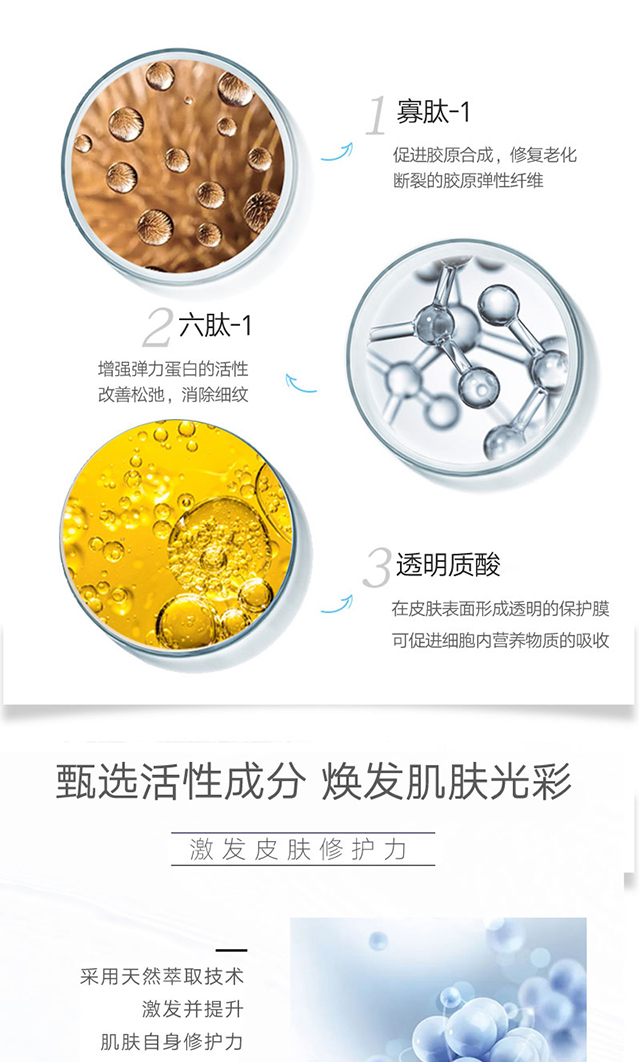 1 寡肽-1
促进胶原合成，修复老化
断裂的胶原弹性纤维
2 六肽-1
增强弹力蛋白的活性
改善松弛，消除细纹
3 透明质酸
在皮肤表面形成透明的保护膜
可促进细胞内营养物质的吸收
甄选活性成分 焕发肌肤光彩
激发皮肤修护力
采用天然萃取技术
激发并提升
肌肤自身修护力